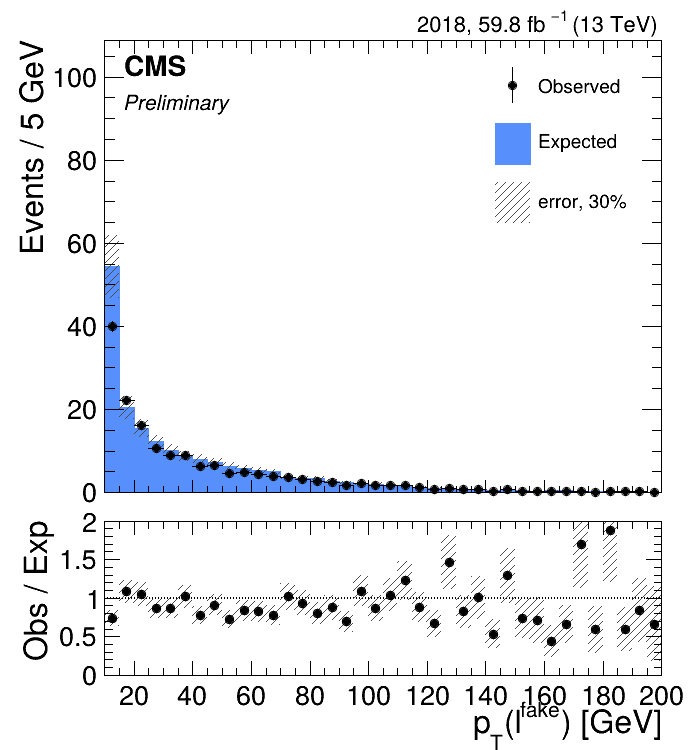 2018, 59.8 fb⁻¹ (13 TeV)
Events / 5 GeV
CMS
Preliminary
Observed
Expected
error, 30%
100
80
60
40
20
0
Obs / Exp
2
1.5
1
0.5
0
20 40 60 80 100 120 140 160 180 200
p_T(l^fake) [GeV]